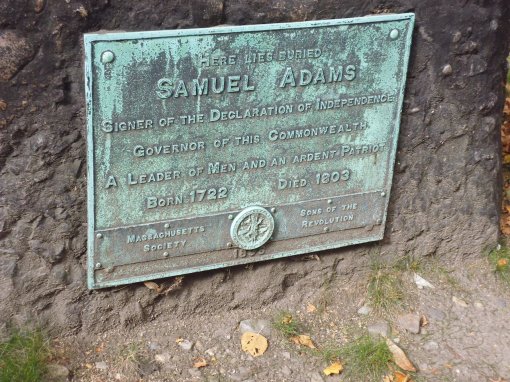 HERE LIES BURIED
SAMUEL ADAMS
SIGNER OF THE DECLARATION OF INDEPENDENCE
GOVERNOR OF THIS COMMONWEALTH
A LEADER OF MEN AND AN ARDENT PATRIOT
BORN 1722 DIED 1803
MASSACHUSETTS SOCIETY
SONS OF THE REVOLUTION